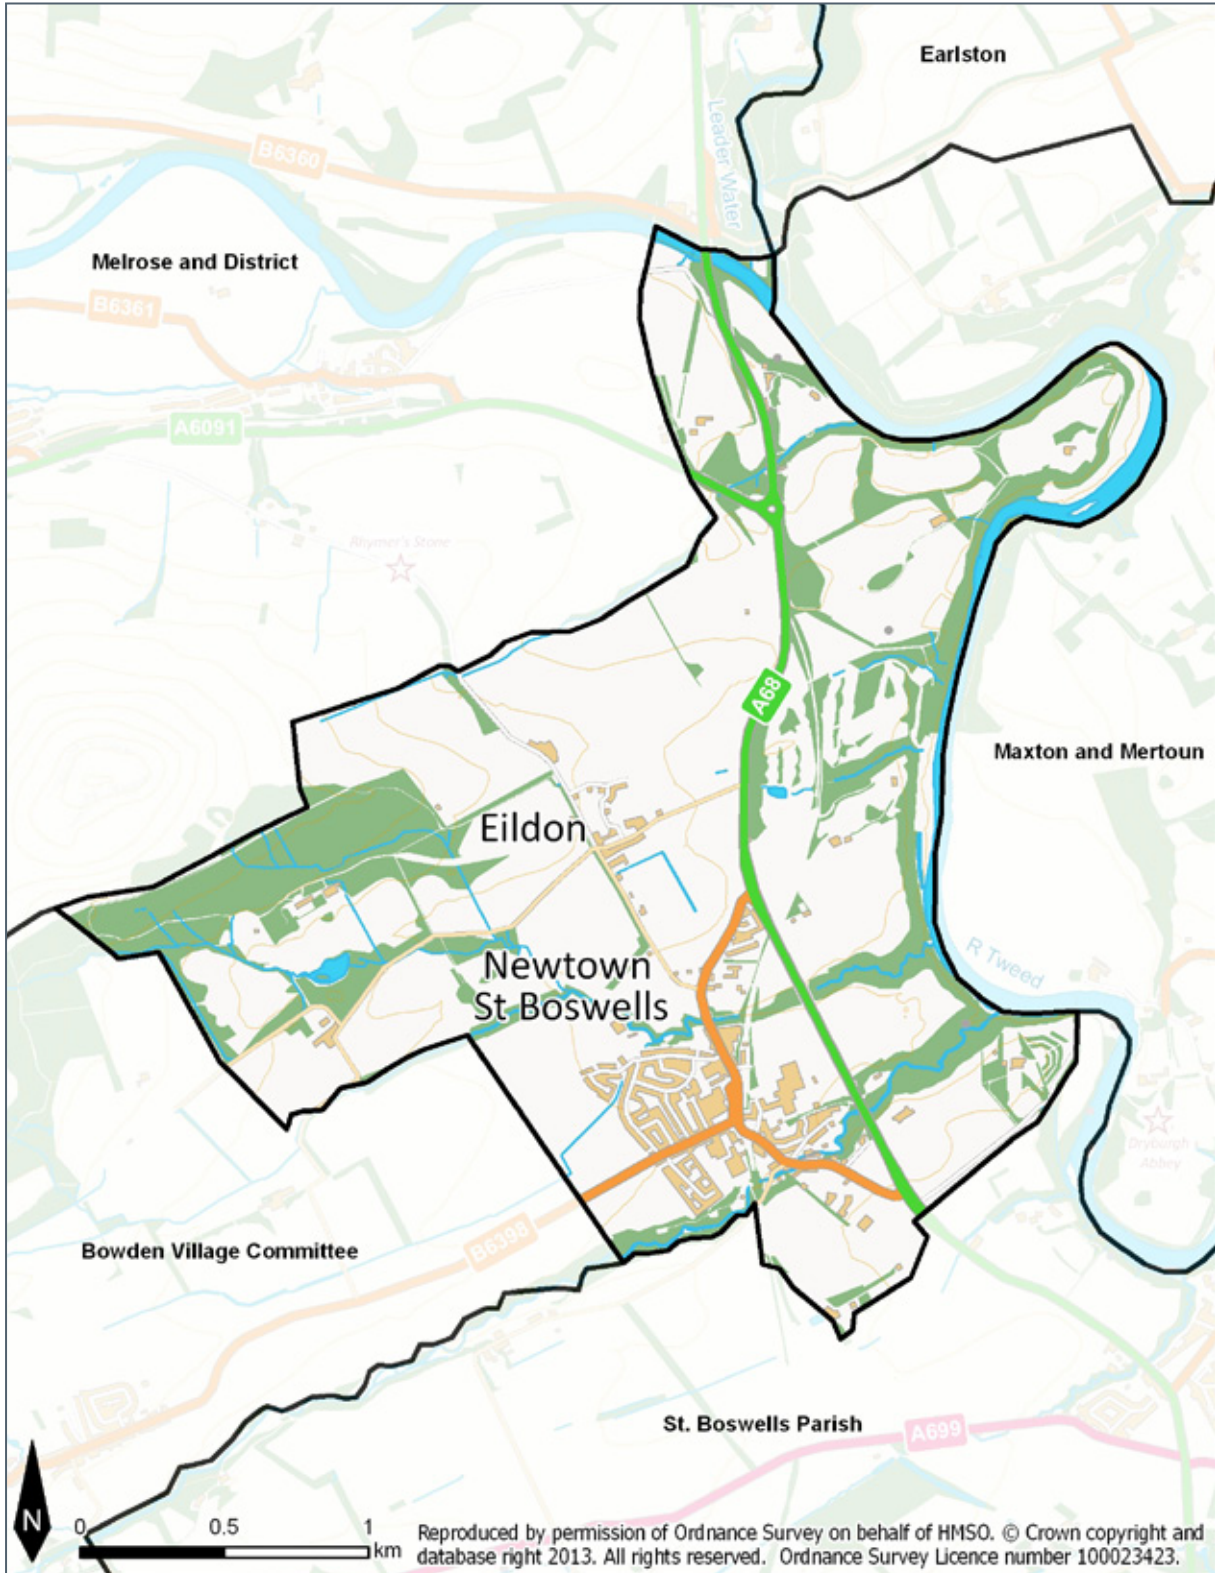 Earlston
Leader Water
B6360
Melrose and District
B6361
A6091
Rhymer's Stone
A68
Maxton and Mertoun
Eildon
R Tweed
Newtown
St Boswells
Dryburgh
Abbey
Bowden Village Committee
B6398
St. Boswells Parish
A699
N
0 0.5 1
km
Reproduced by permission of Ordnance Survey on behalf of HMSO. © Crown copyright and
database right 2013. All rights reserved. Ordnance Survey Licence number 100023423.